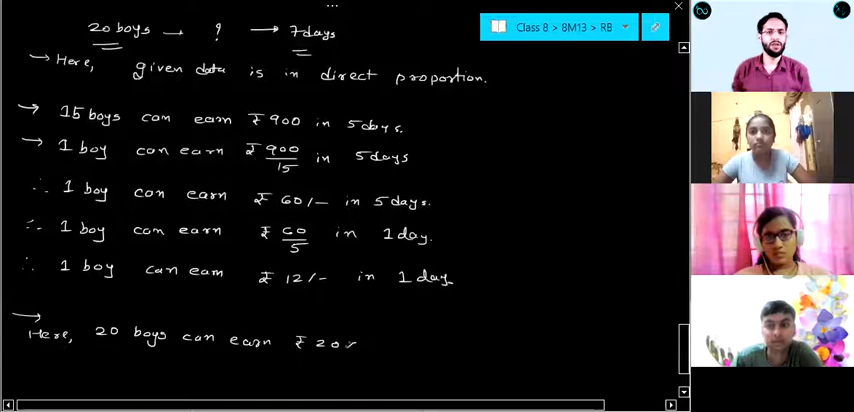 20 boys → ? → 7days
Class 8 > 8M13 > RB
→ Here, given data is in direct proportion.
→ 15 boys can earn ₹ 900 in 5 days.
→ 1 boy can earn ₹ 900/15 in 5 days
∴ 1 boy can earn ₹ 60/- in 5 days.
∴ 1 boy can earn ₹ 60/5 in 1 day.
∴ 1 boy can earn ₹ 12/- in 1 day.
→ Here, 20 boys can earn ₹ 20×